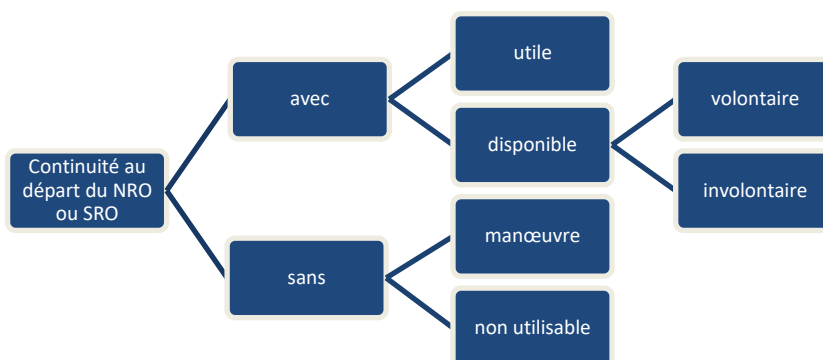 Continuité au
départ du NRO
ou SRO
avec
utile
disponible
volontaire
involontaire
sans
manœuvre
non utilisable